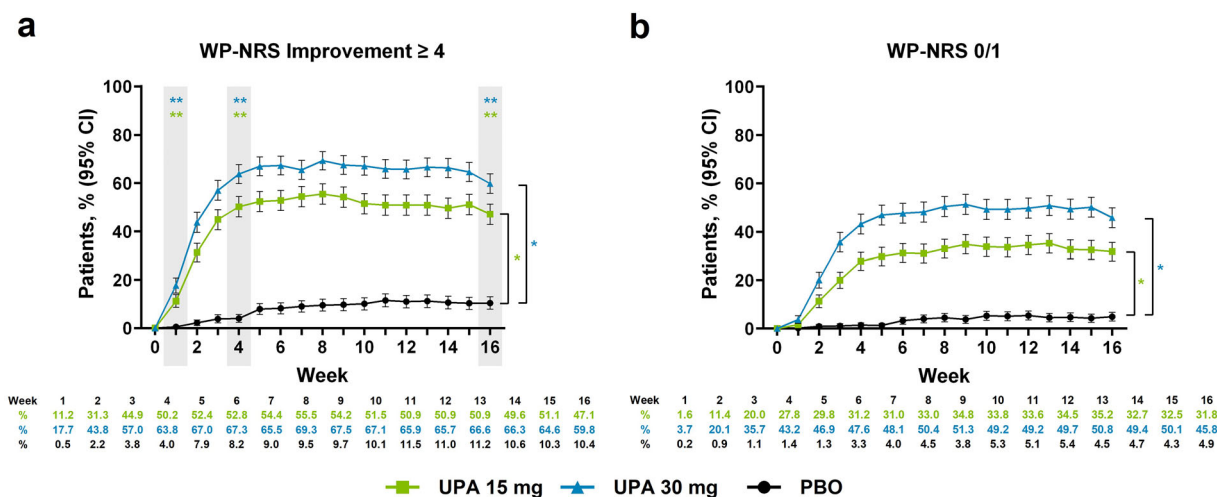 a
WP-NRS Improvement ≥ 4
Patients, % (95% CI)
100
80
60
40
20
0
** ** **
** ** **
*
*
0 2 4 6 8 10 12 14 16
Week
Week 1 2 3 4 5 6 7 8 9 10 11 12 13 14 15 16
% 11.2 31.3 44.9 50.2 52.4 52.8 54.4 55.5 54.2 51.5 50.9 50.9 50.9 49.6 51.1 47.1
% 17.7 43.8 57.0 63.8 67.0 67.3 65.5 69.3 67.5 67.1 65.9 65.7 66.6 66.3 64.6 59.8
% 0.5 2.2 3.8 4.0 7.9 8.2 9.0 9.5 9.7 10.1 11.5 11.0 11.2 10.6 10.3 10.4
b
WP-NRS 0/1
Patients, % (95% CI)
100
80
60
40
20
0
*
*
0 2 4 6 8 10 12 14 16
Week
Week 1 2 3 4 5 6 7 8 9 10 11 12 13 14 15 16
% 1.6 11.4 20.0 27.8 29.8 31.2 31.0 33.0 34.8 33.8 33.6 34.5 35.2 32.7 32.5 31.8
% 3.7 20.1 35.7 43.2 46.9 47.6 48.1 50.4 51.3 49.2 49.2 49.7 50.8 49.4 50.1 45.8
% 0.2 0.9 1.1 1.4 1.3 3.3 4.0 4.5 3.8 5.3 5.1 5.4 4.5 4.7 4.3 4.9
UPA 15 mg UPA 30 mg PBO